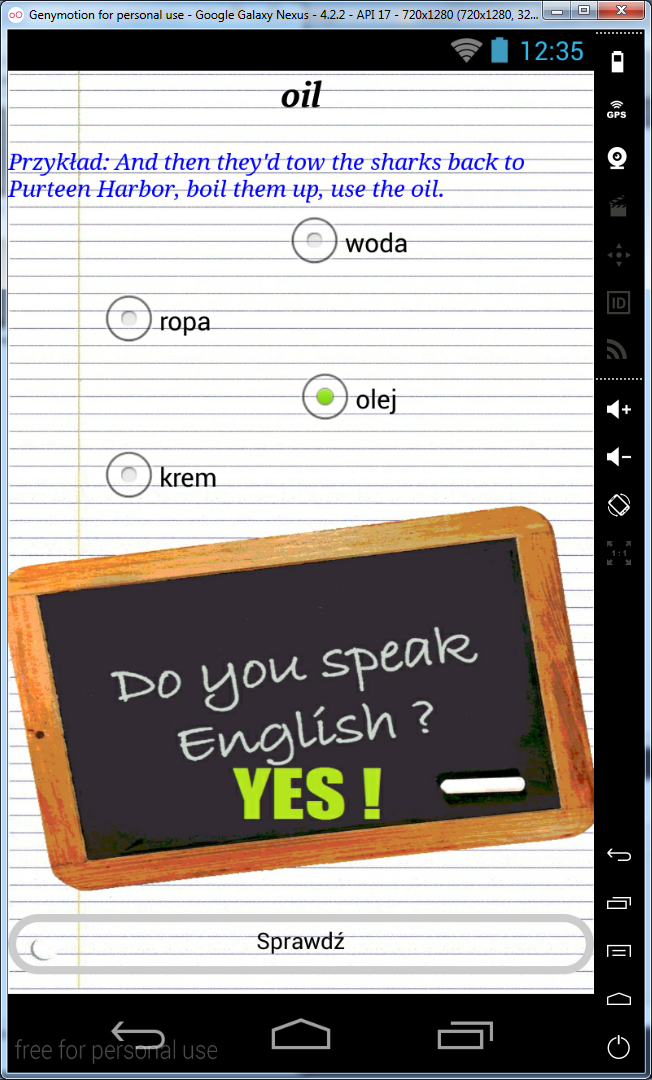 Genymotion for personal use - Google Galaxy Nexus - 4.2.2 - API 17 - 720x1280 (720x1280, 32...
12:35
GPS
oil
Przykład: And then they'd tow the sharks back to
Purteen Harbor, boil them up, use the oil.
woda
ropa
ID
olej
krem
1:1
Do you speak
English ?
YES !
Sprawdź
free for personal use